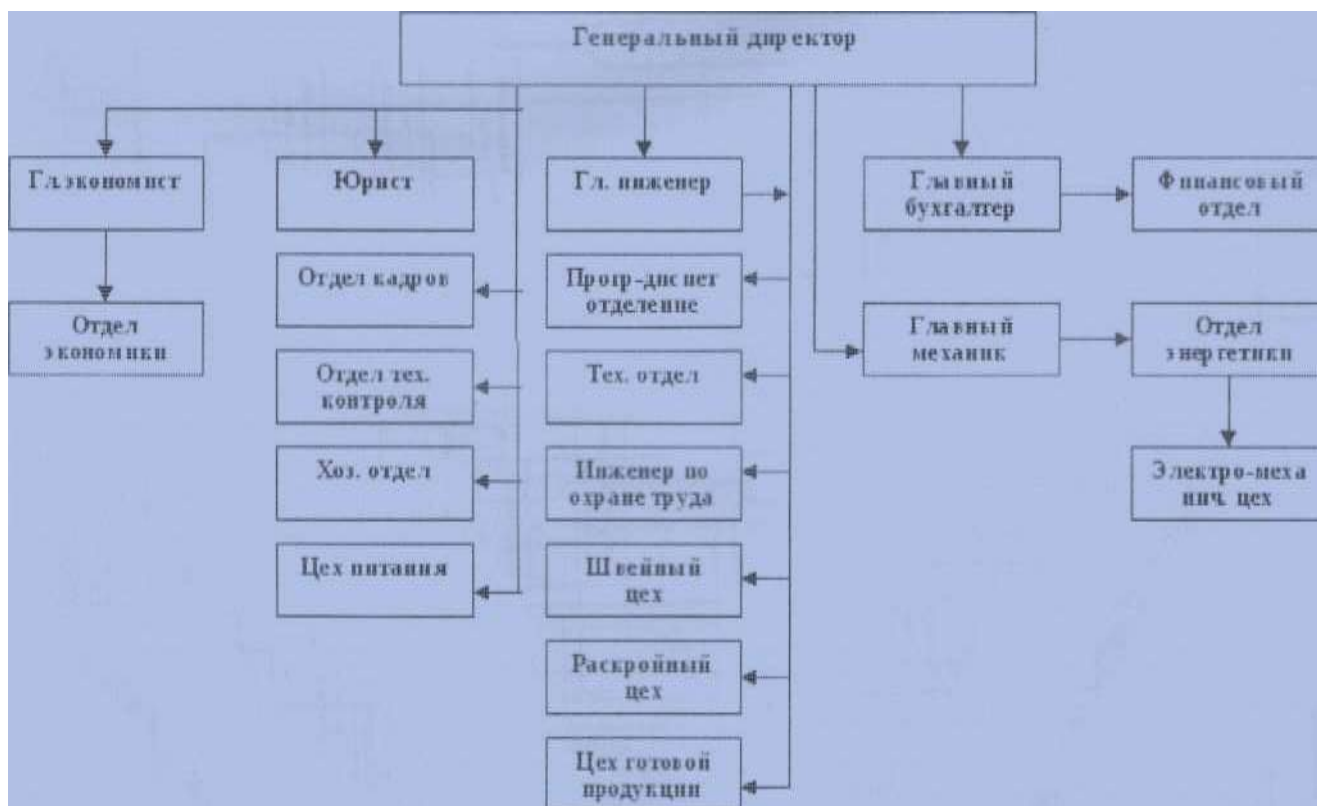 Генеральный директор
Гл.экономист
Юрист
Гл. инженер
Главный
бухгалтер
Финансовый
отдел
Отдел кадров
Прогр-диспет
отделение
Отдел
экономики
Главный
механик
Отдел
энергетики
Отдел тех.
контроля
Тех. отдел
Хоз. отдел
Инженер по
охране труда
Электро-меха
нич. цех
Цех питания
Швейный
цех
Раскройный
цех
Цех готовой
продукции